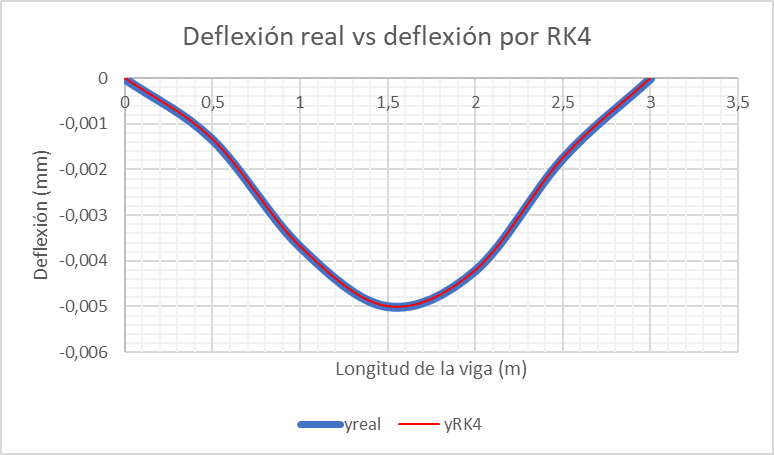 Deflexión real vs deflexión por RK4
0
0 0,5 1 1,5 2 2,5 3 3,5
-0,001
-0,002
-0,003
-0,004
-0,005
-0,006
Deflexión (mm)
Longitud de la viga (m)
yreal yRK4